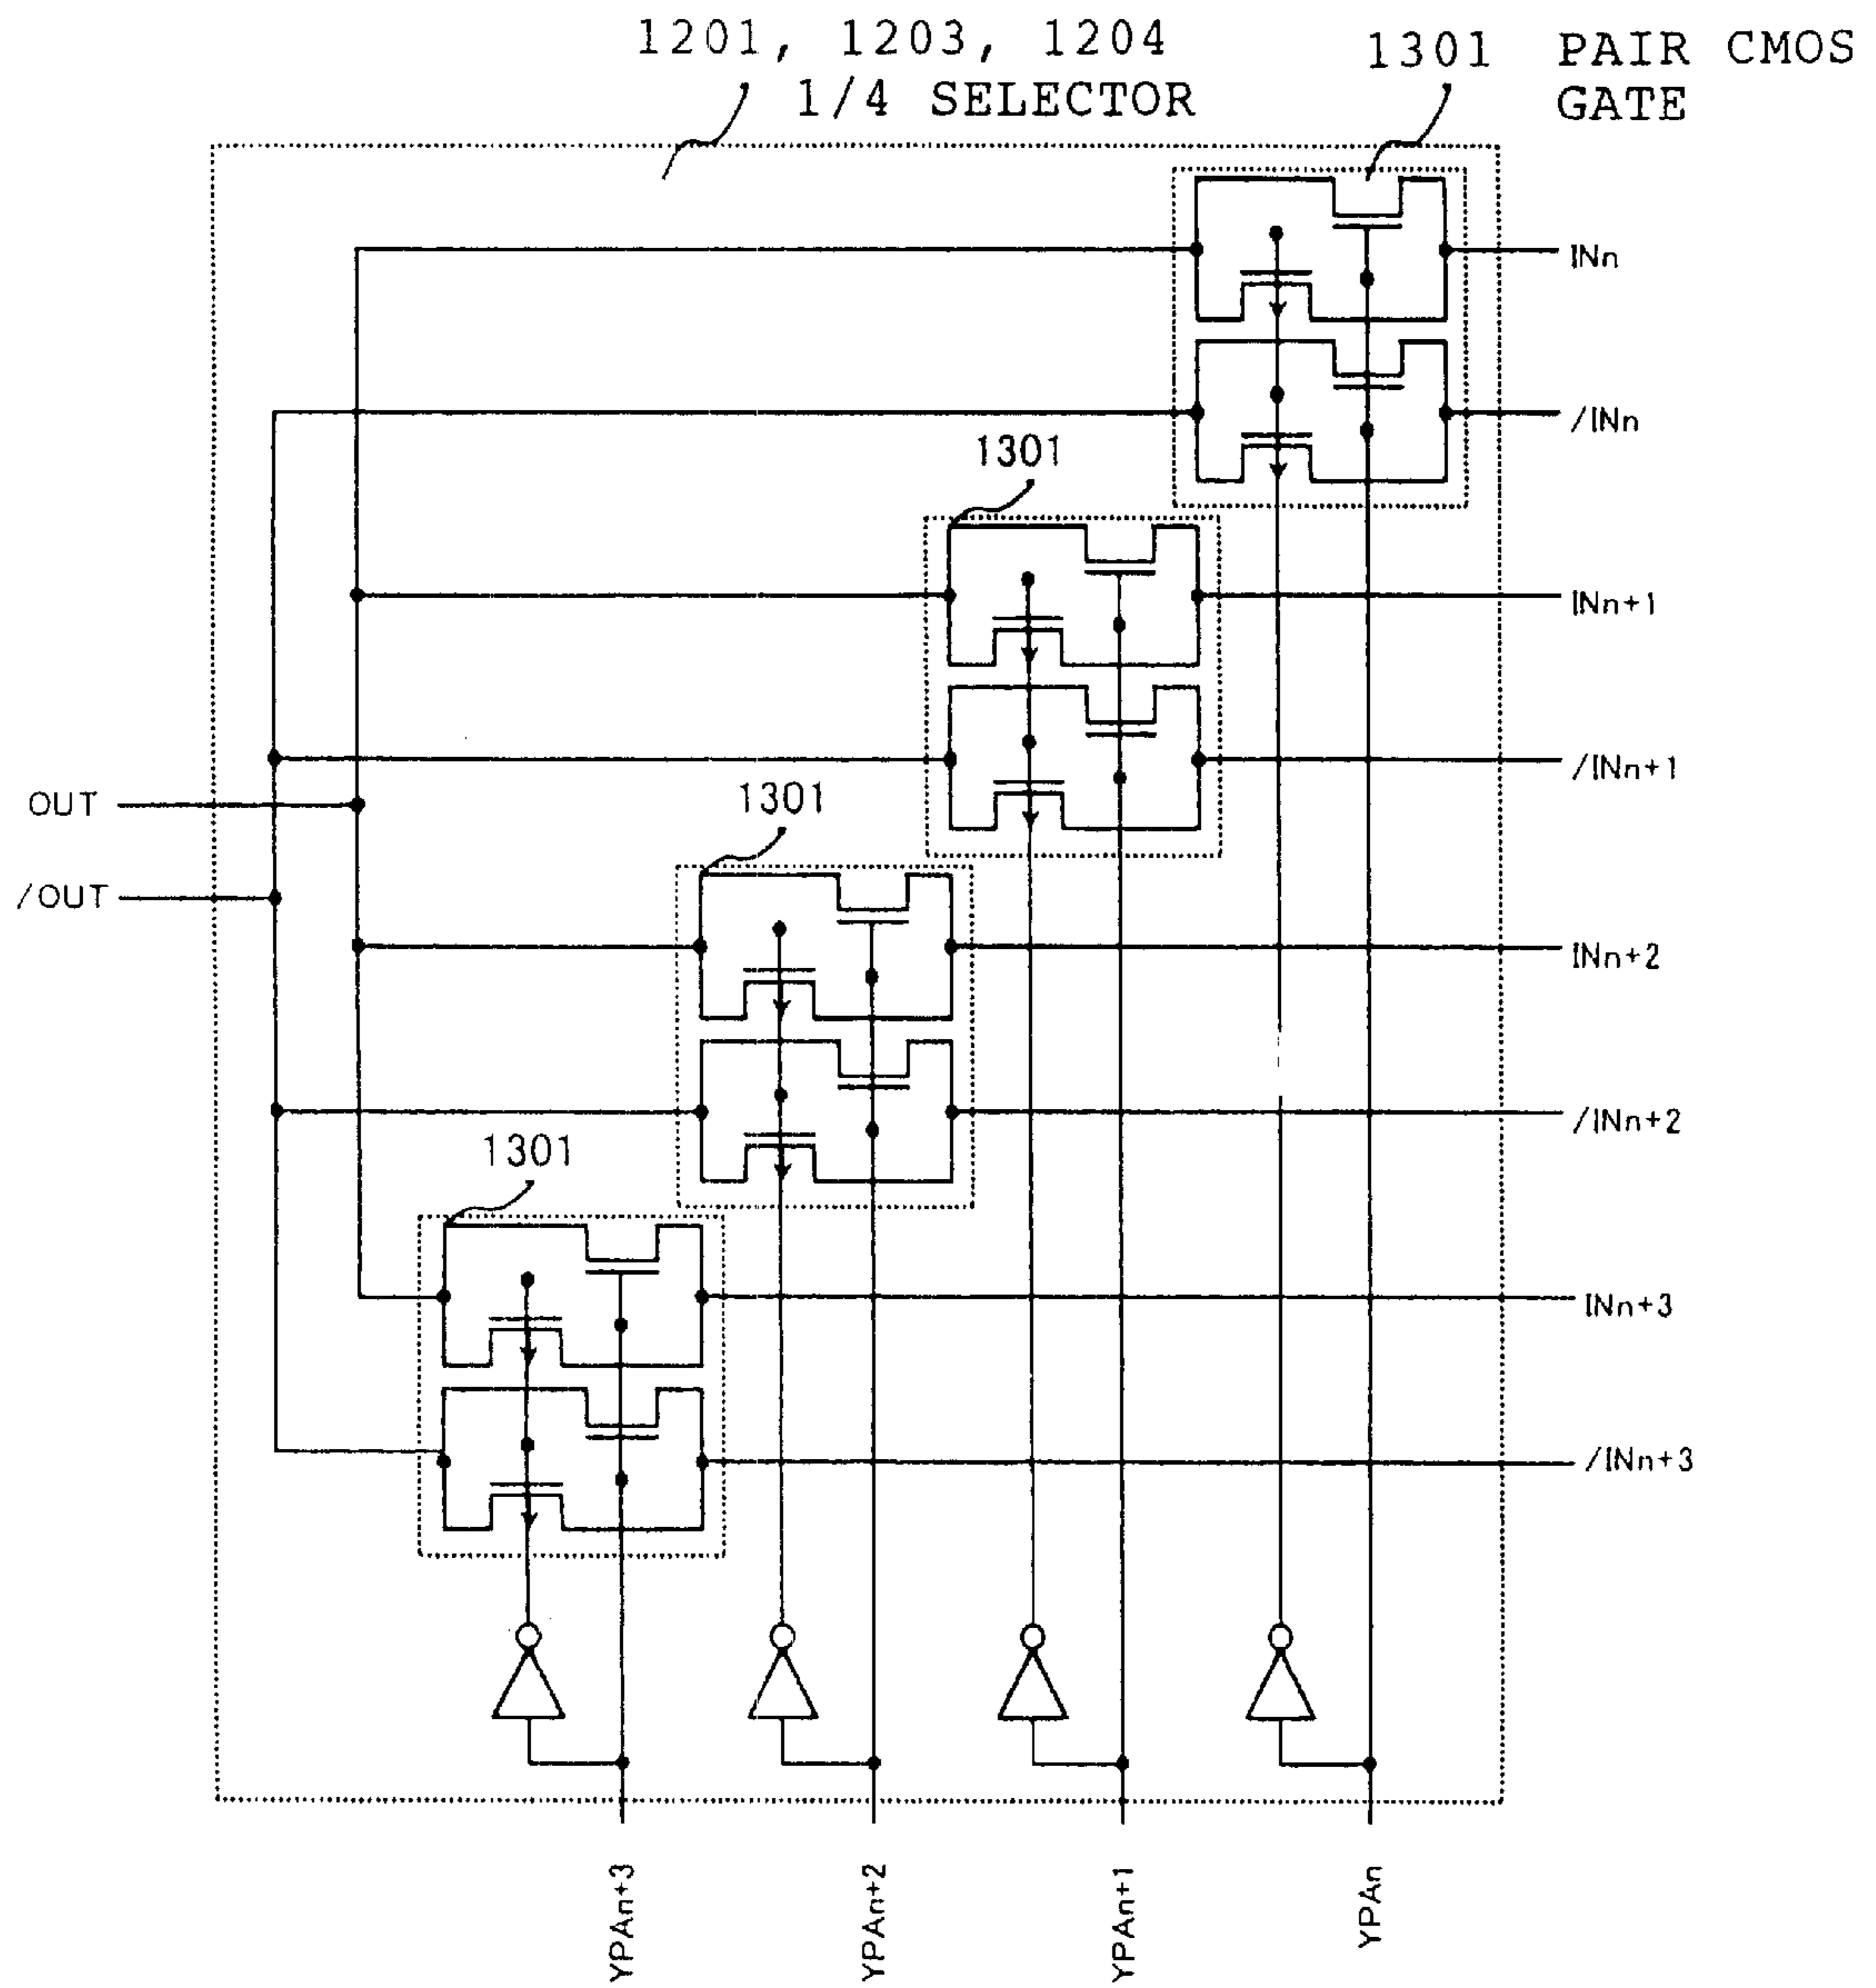 1201, 1203, 1204
1/4 SELECTOR
1301 PAIR CMOS
GATE
INn
/INn
1301
INn+1
/INn+1
1301
OUT
/OUT
INn+2
/INn+2
1301
INn+3
/INn+3
YPAn+3
YPAn+2
YPAn+1
YPAn